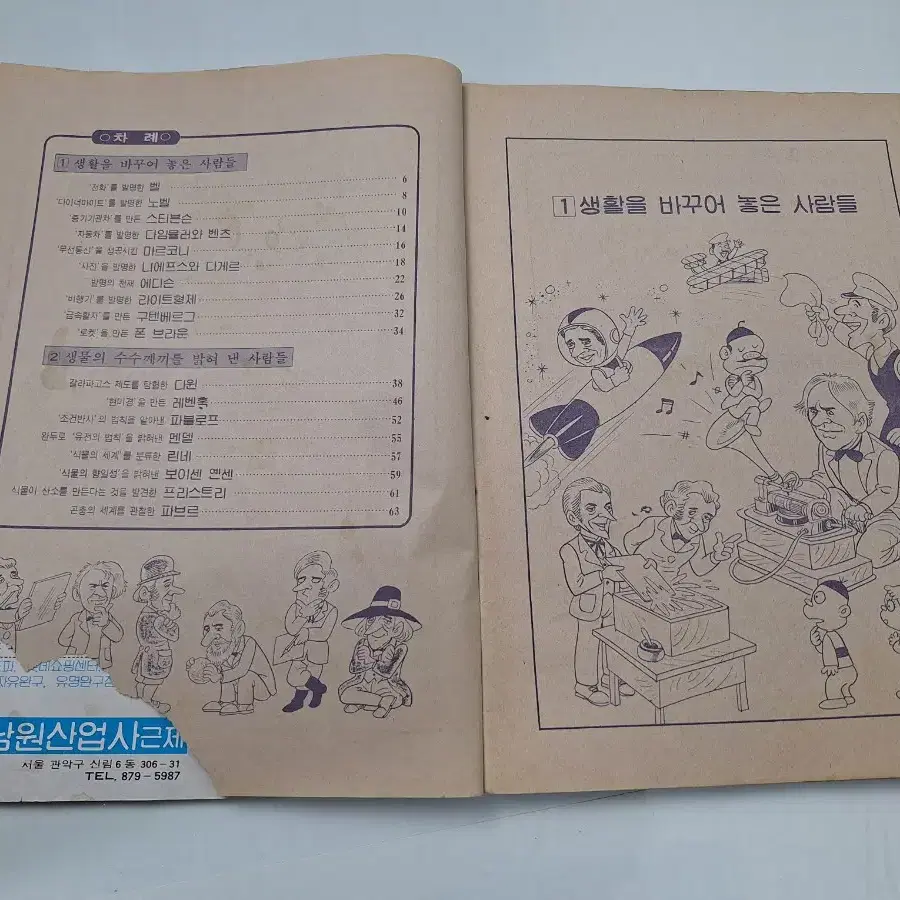 차 례
1 생활을 바꾸어 놓은 사람들
'전화'를 발명한 벨 6
'다이너마이트'를 발명한 노벨 8
'증기기관차'를 만든 스티븐슨 10
'자동차'를 발명한 다임믈러와 벤츠 14
'무선통신'을 성공시킨 마르코니 16
'사진'을 발명한 니에프스와 다게르 18
발명의 천재 에디슨 22
'비행기'를 발명한 라이트형제 26
'금속활자'를 만든 구텐베르그 32
'로켓'을 만든 폰 브라운 34
2 생물의 수수께끼를 밝혀 낸 사람들
갈라파고스 제도를 탐험한 다윈 38
'현미경'을 만든 레벤훅 46
'조건반사'의 법칙을 알아낸 파블로프 52
완두로 '유전의 법칙'을 밝혀낸 멘델 55
'식물의 세계'를 분류한 린네 57
'식물의 향일성'을 밝혀낸 보이센 옌센 59
식물이 산소를 만든다는 것을 발견한 프리스트리 61
곤충의 세계를 관찰한 파브르 63
자유완구, 유명완구
남원산업사 근제
서울 관악구 신림6동 306-31
TEL. 879-5987
1 생활을 바꾸어 놓은 사람들